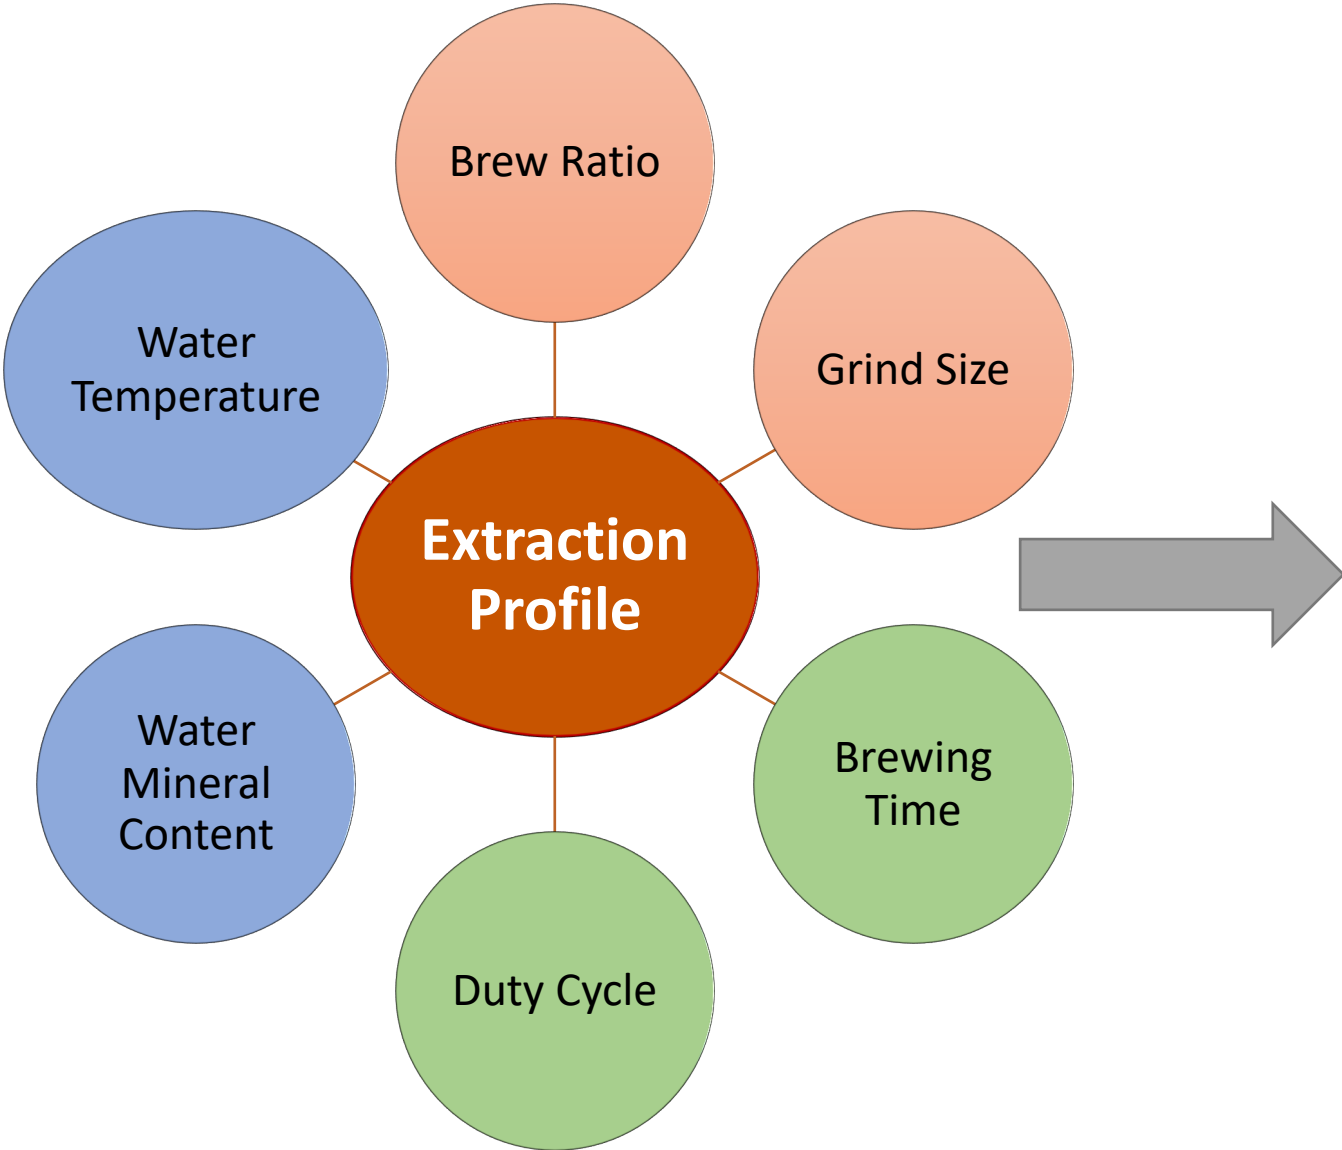 Brew Ratio
Water
Temperature
Grind Size
Extraction
Profile
Water
Mineral
Content
Brewing
Time
Duty Cycle